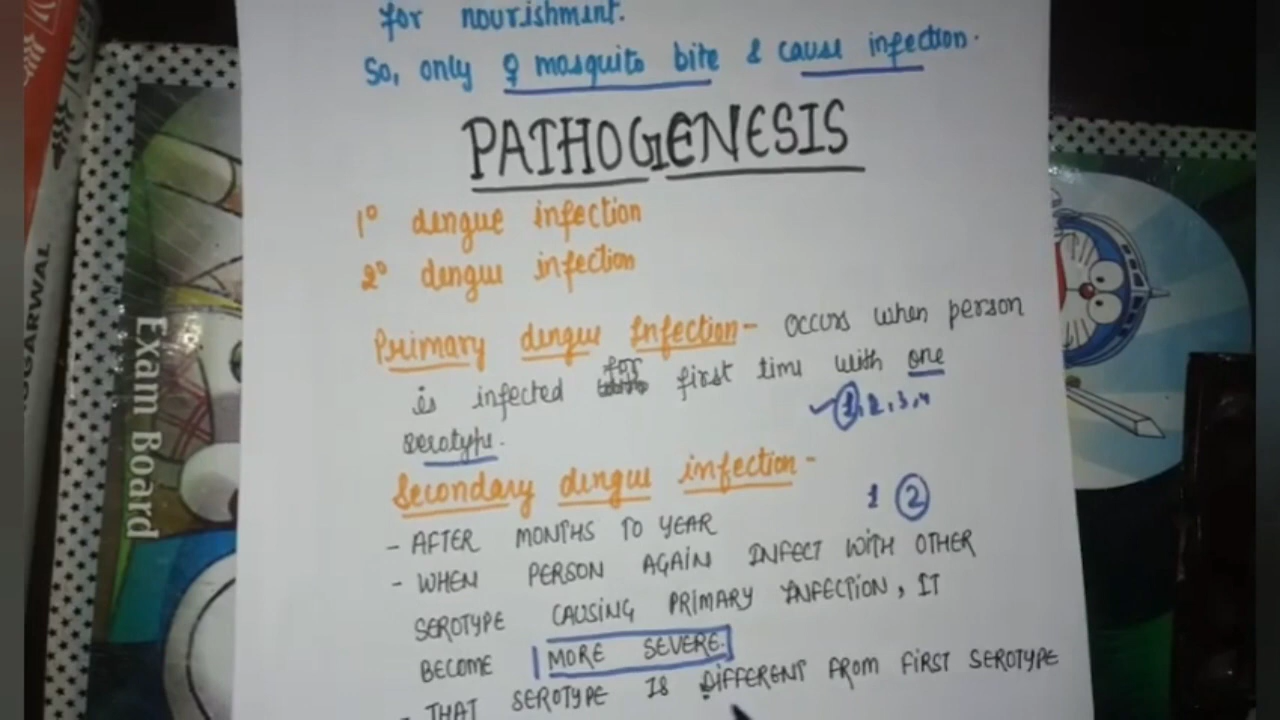 for nourishment.
So, only ♀ mosquito bite & cause infection.
PATHOGENESIS
1° dengue infection
2° dengue infection
Primary dengue Infection - occurs when person
is infected for first time with one
✓1, 2, 3, 4
serotype.
Secondary dengue infection -
1 2
- AFTER MONTHS TO YEAR
- WHEN PERSON AGAIN INFECT WITH OTHER
SEROTYPE CAUSING PRIMARY INFECTION, IT
BECOME MORE SEVERE.
- THAT SEROTYPE IS DIFFERENT FROM FIRST SEROTYPE
Exam Board
OGARWAL